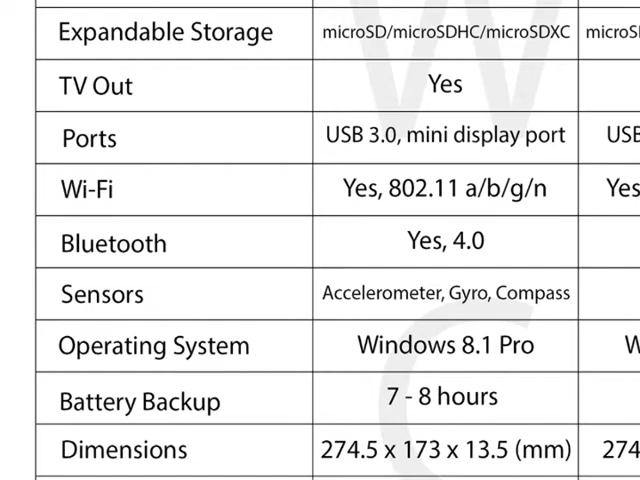 Expandable Storage microSD/microSDHC/microSDXC
TV Out Yes
Ports USB 3.0, mini display port
Wi-Fi Yes, 802.11 a/b/g/n Yes
Bluetooth Yes, 4.0
Sensors Accelerometer, Gyro, Compass
Operating System Windows 8.1 Pro
Battery Backup 7 - 8 hours
Dimensions 274.5 x 173 x 13.5 (mm) 274